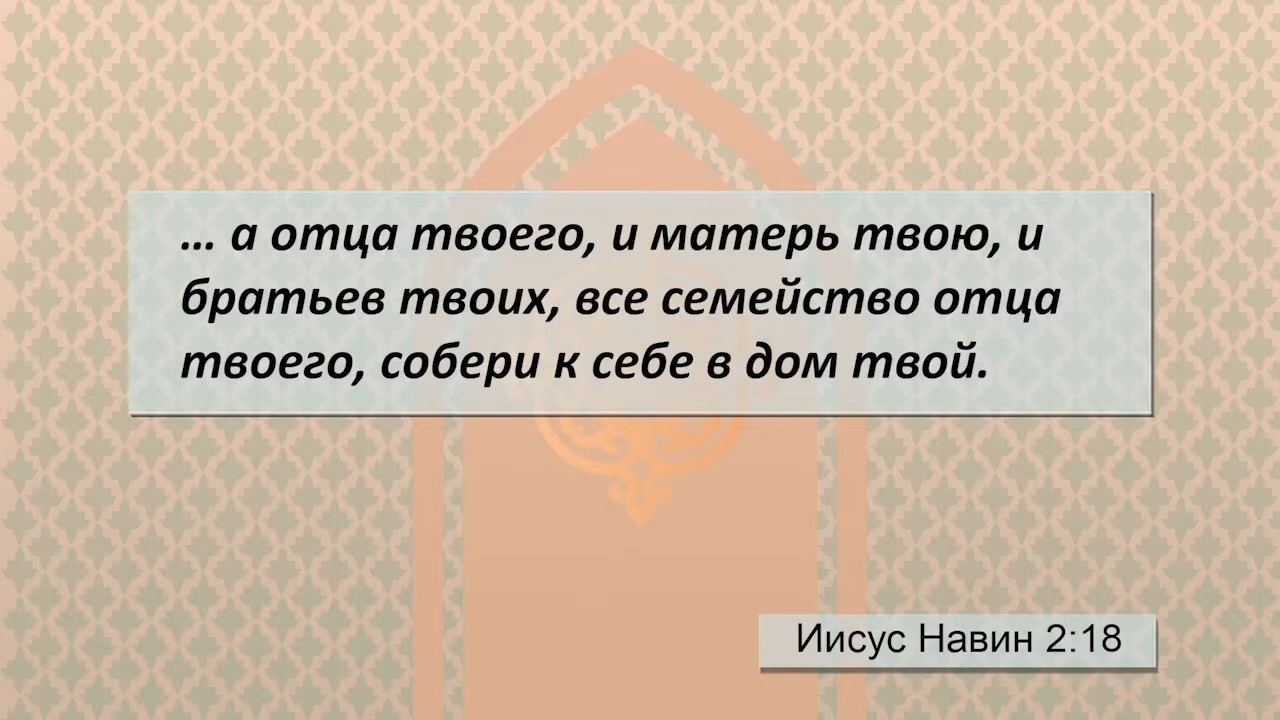 … а отца твоего, и матерь твою, и
братьев твоих, все семейство отца
твоего, собери к себе в дом твой.
Иисус Навин 2:18